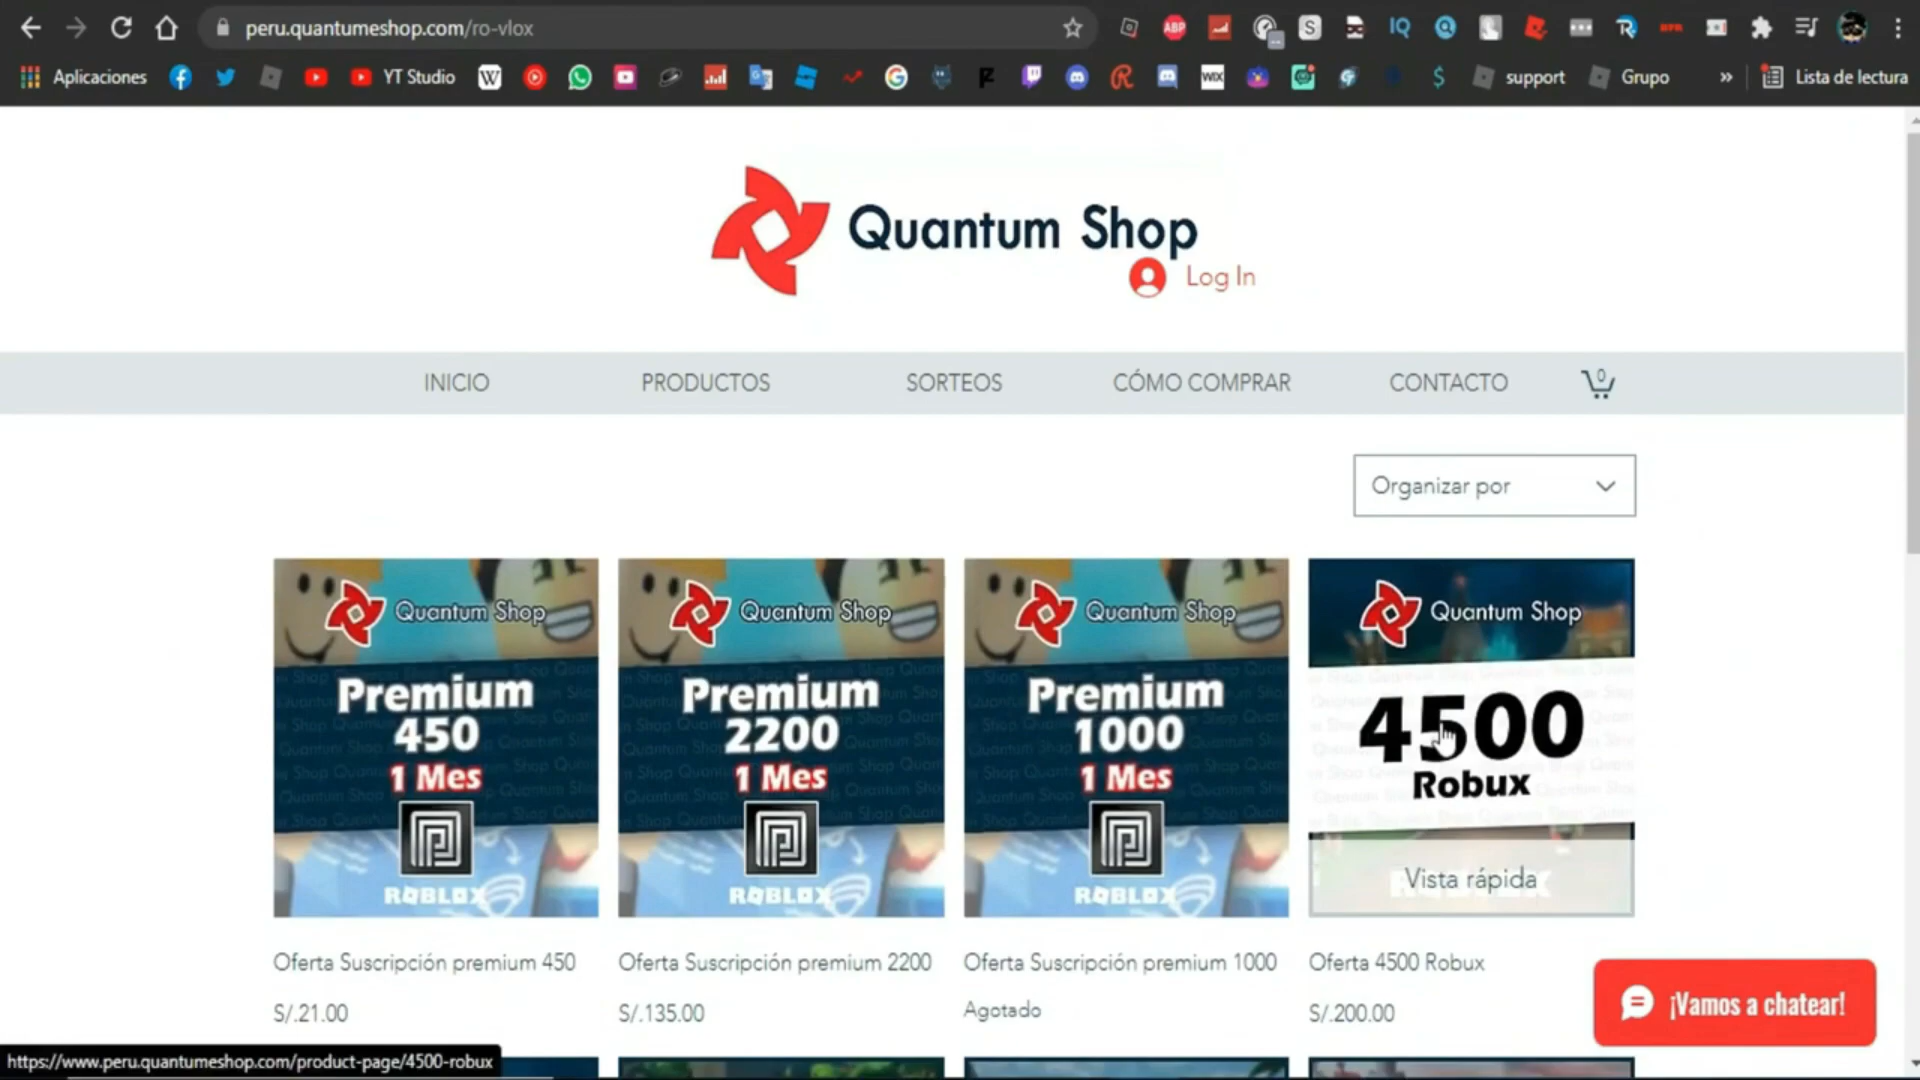 peru.quantumeshop.com/ro-vlox
ABP
S
IQ
Aplicaciones
YT Studio
W
WIX
support
Grupo
»
Lista de lectura
Quantum Shop
Log In
INICIO
PRODUCTOS
SORTEOS
CÓMO COMPRAR
CONTACTO
0
Organizar por
Quantum Shop
Premium
450
1 Mes
ROBLOX
Quantum Shop
Premium
2200
1 Mes
ROBLOX
Quantum Shop
Premium
1000
1 Mes
ROBLOX
Quantum Shop
4500
Robux
Vista rápida
Oferta Suscripción premium 450
S/.21.00
Oferta Suscripción premium 2200
S/.135.00
Oferta Suscripción premium 1000
Agotado
Oferta 4500 Robux
S/.200.00
¡Vamos a chatear!
https://www.peru.quantumeshop.com/product-page/4500-robux